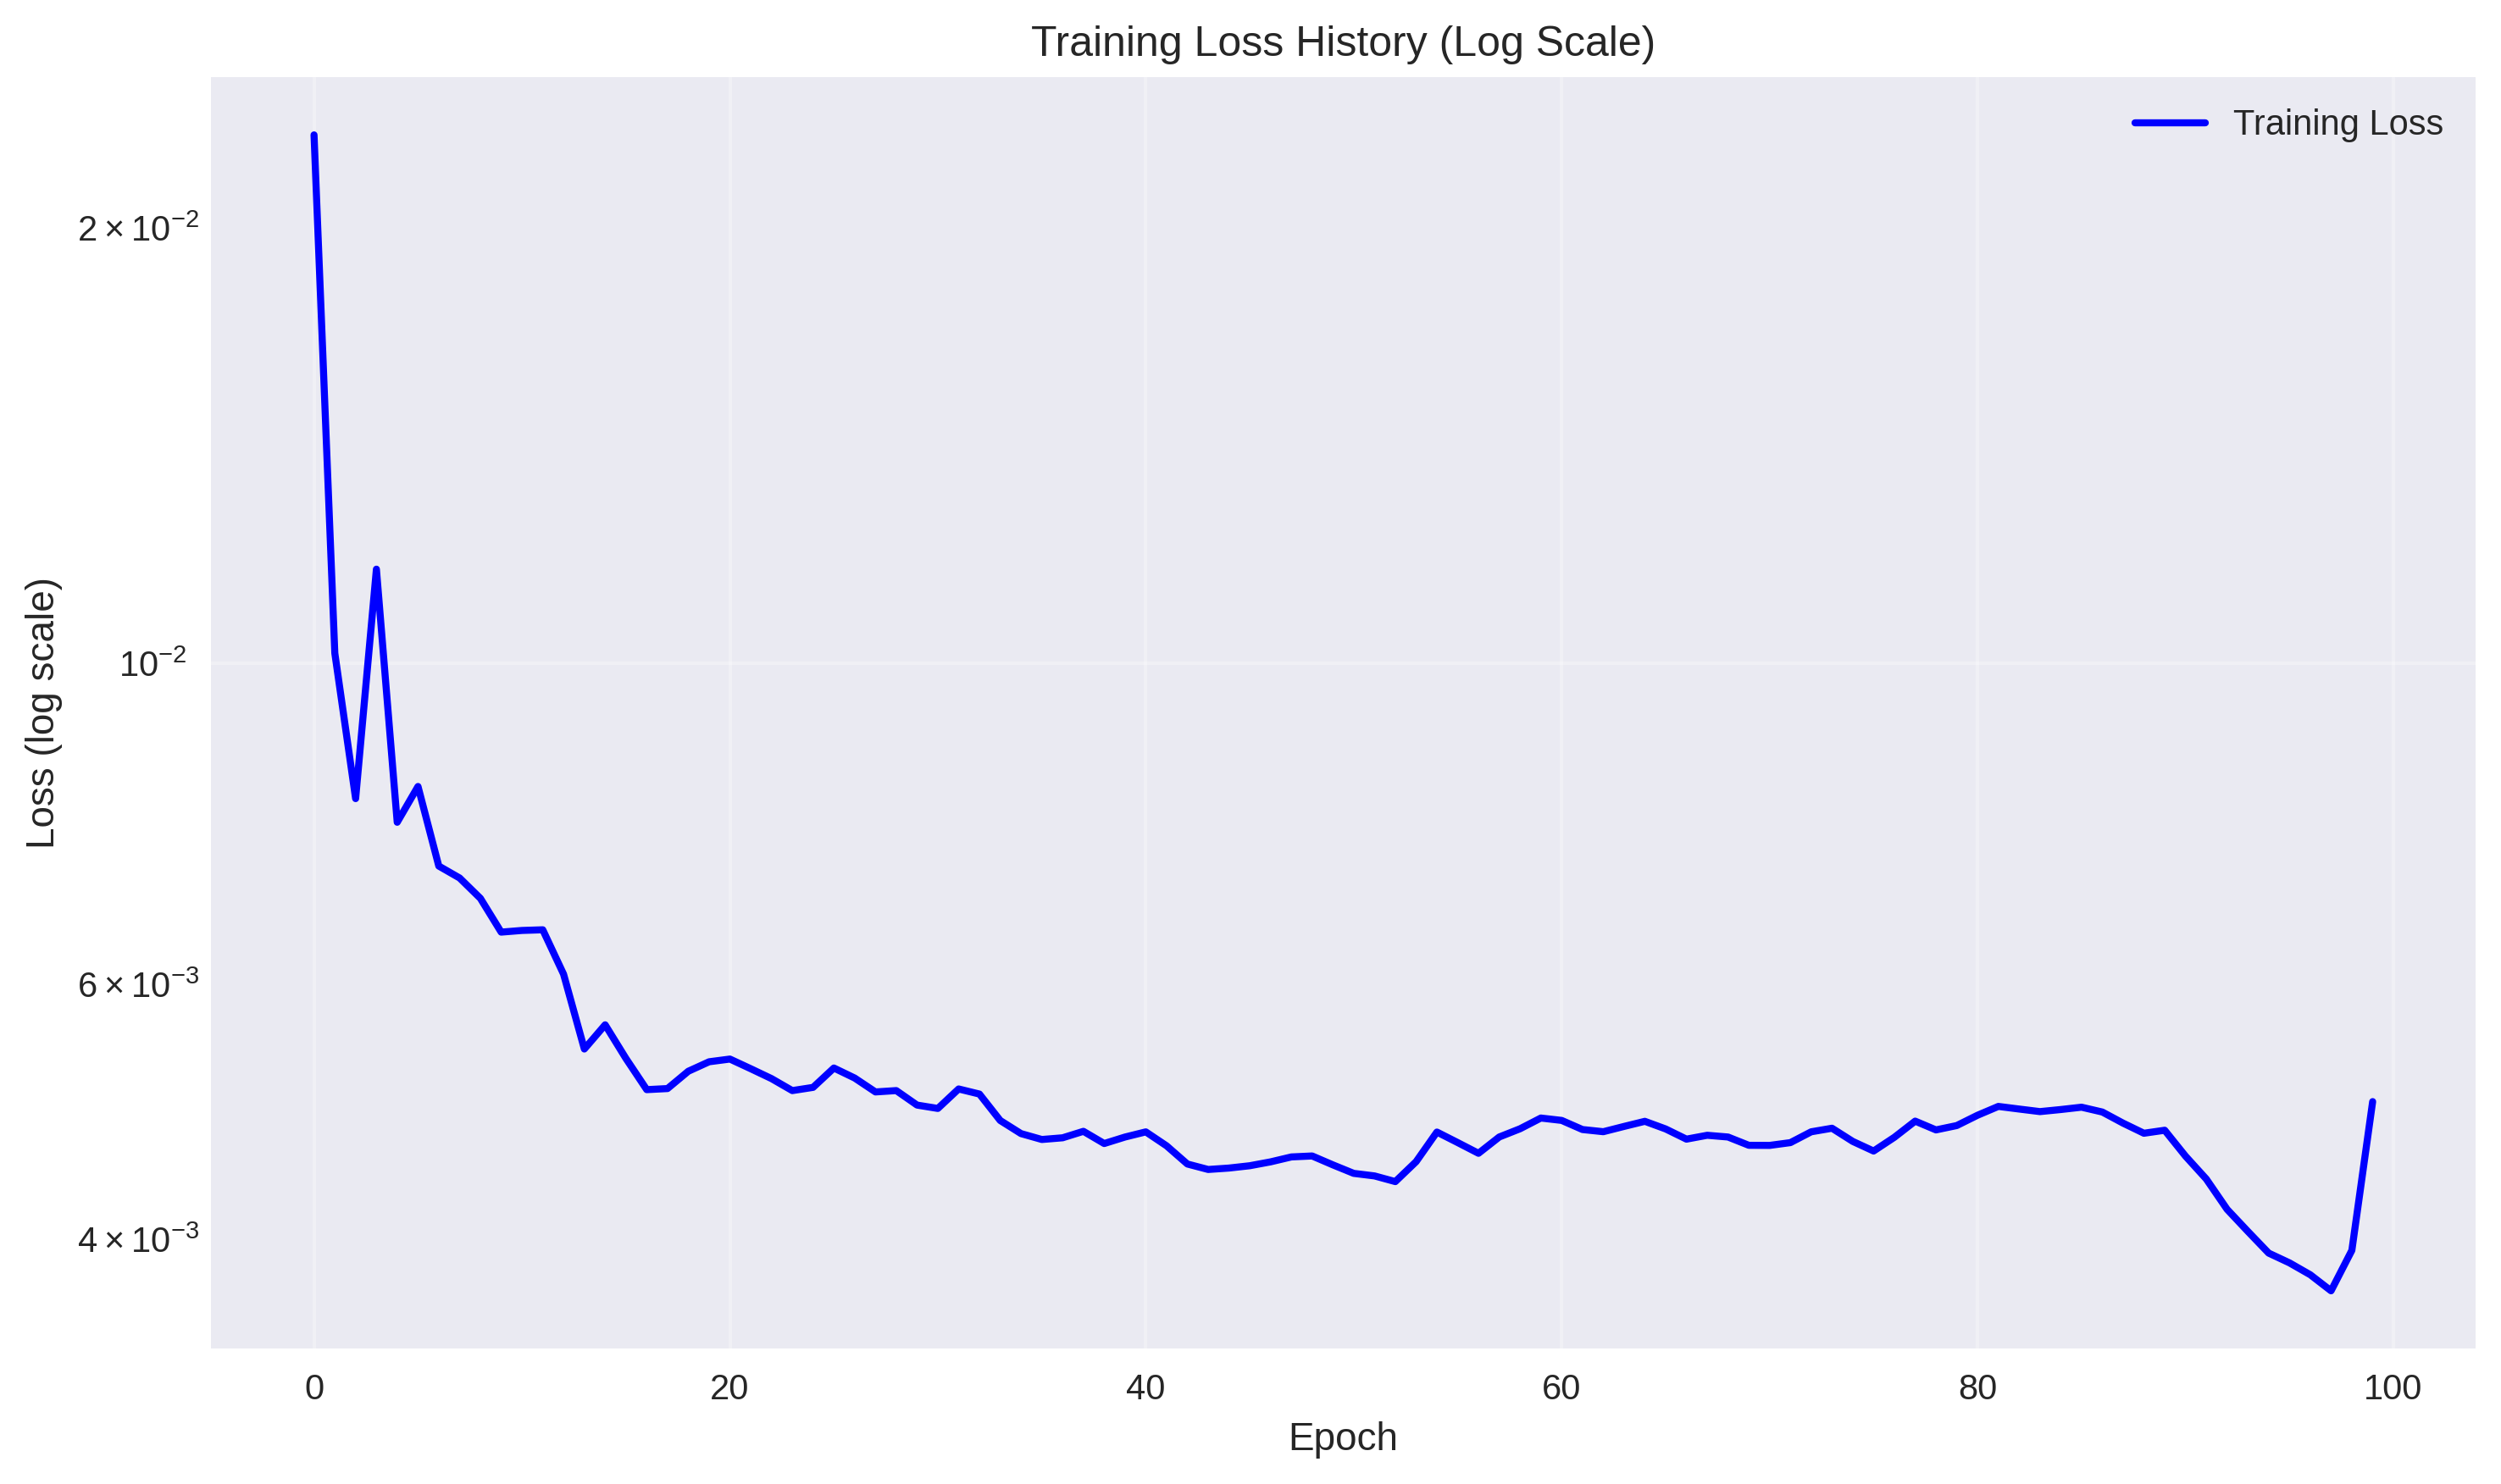 Training Loss History (Log Scale)
Training Loss
2×10⁻²
10⁻²
6×10⁻³
4×10⁻³
Loss (log scale)
0 20 40 60 80 100
Epoch